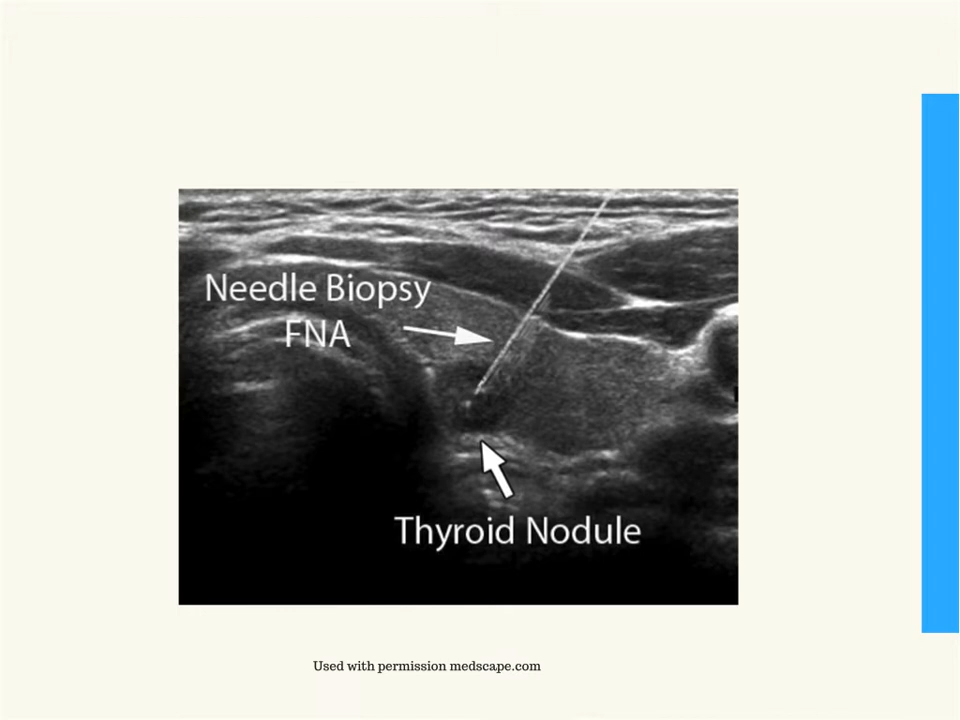 Needle Biopsy
FNA
Thyroid Nodule
Used with permission medscape.com